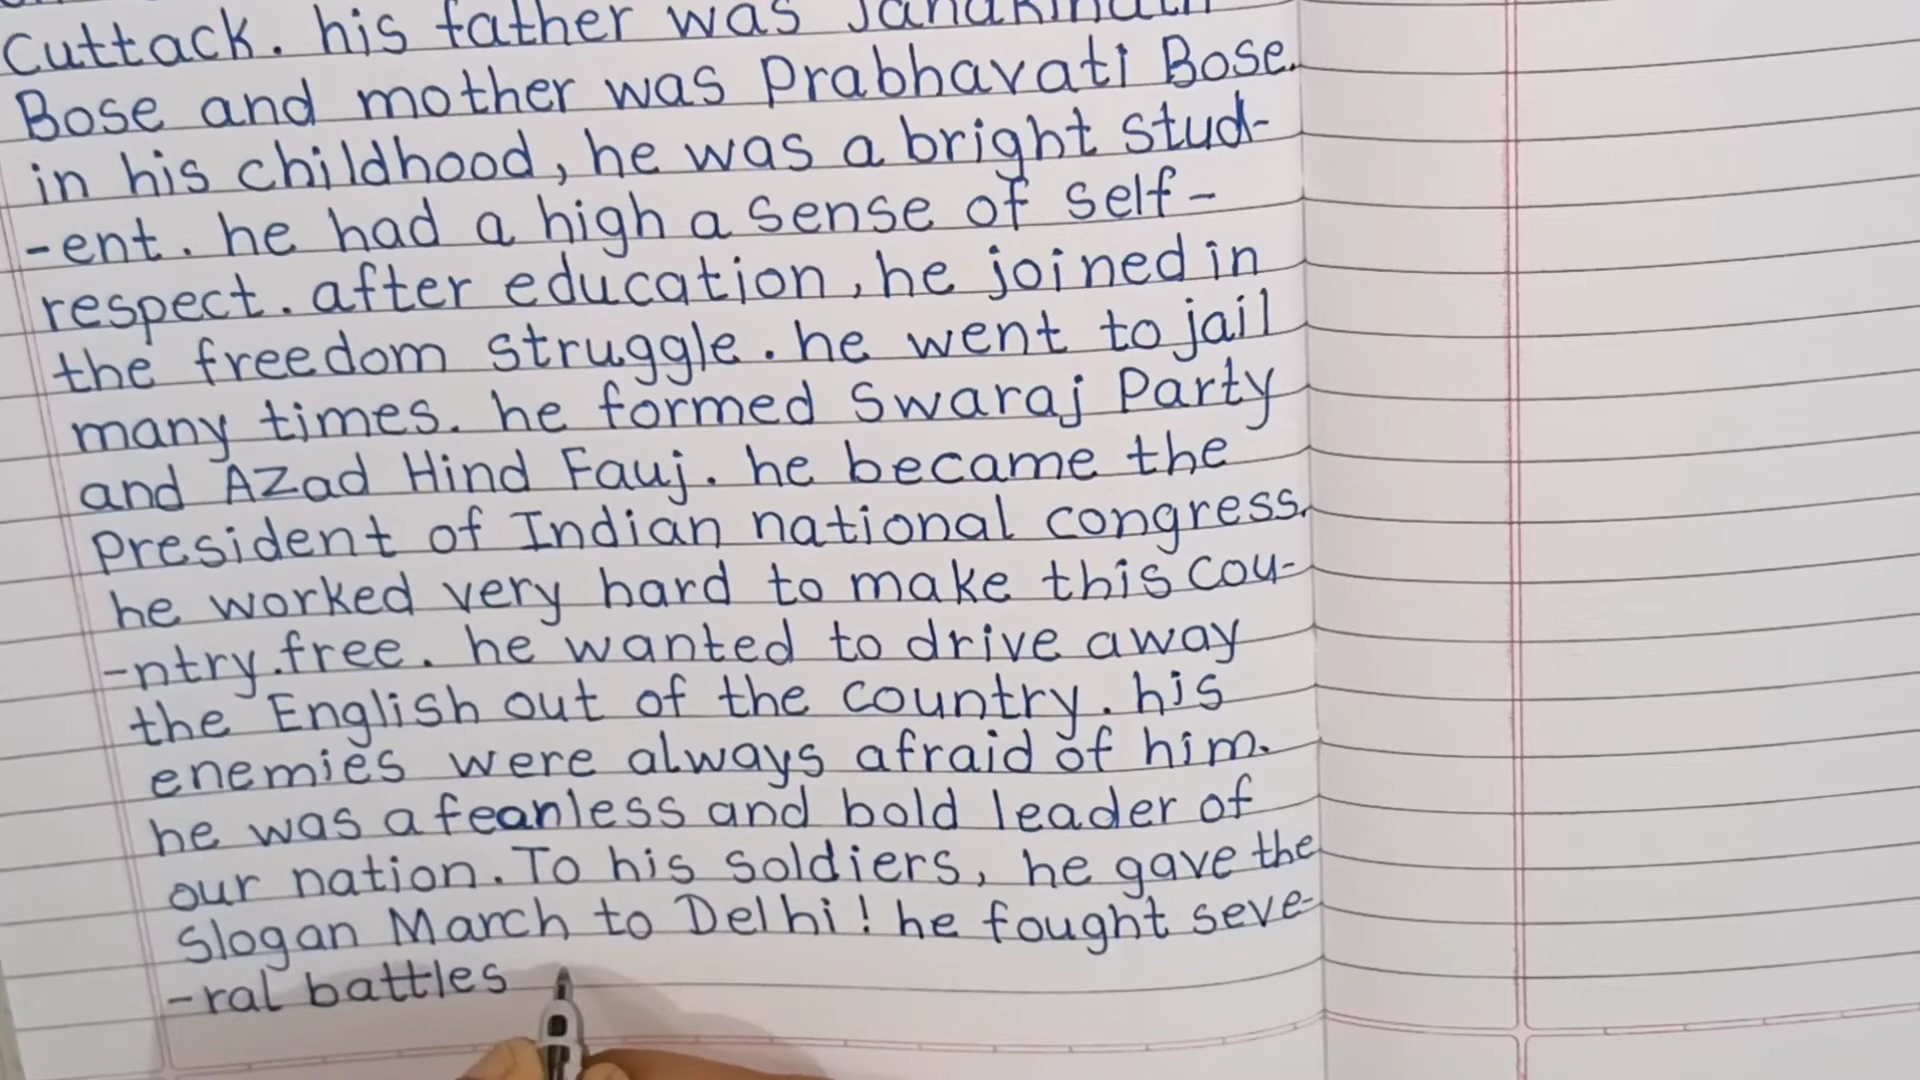 Cuttack. his father was Janakinath
Bose and mother was Prabhavati Bose.
in his childhood, he was a bright stud-
-ent. he had a high a sense of self-
respect. after education, he joined in
the freedom struggle. he went to jail
many times. he formed Swaraj Party
and AZad Hind Fauj. he became the
president of Indian national congress.
he worked very hard to make this cou-
-ntry.free. he wanted to drive away
the English out of the country. his
enemies were always afraid of him.
he was a feanless and bold leader of
our nation. To his soldiers, he gave the
Slogan March to Delhi! he fought seve-
-ral battles